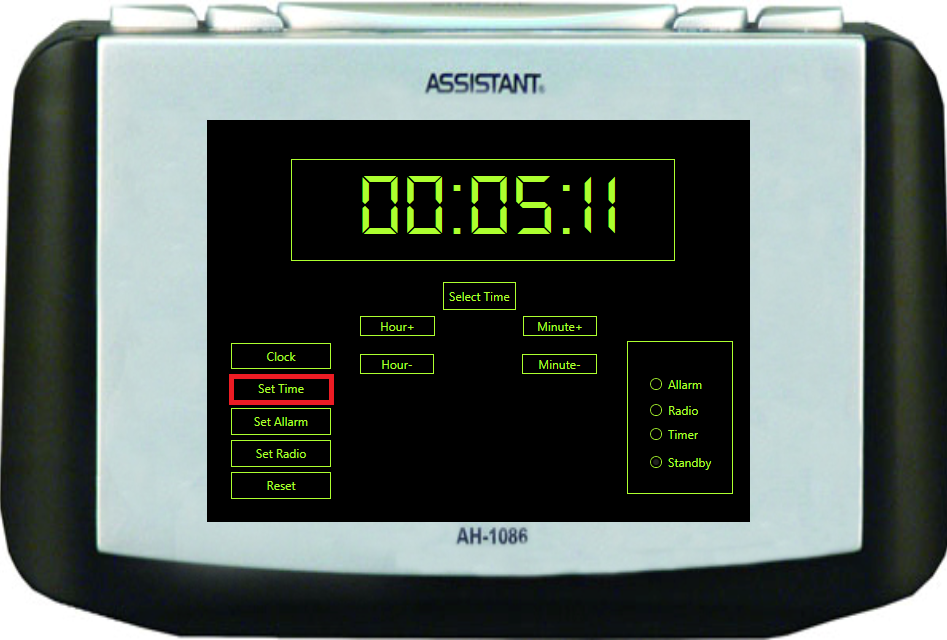 ASSISTANT®
00:05:11
Select Time
Hour+
Minute+
Hour-
Minute-
Clock
Set Time
Set Allarm
Set Radio
Reset
Allarm
Radio
Timer
Standby
AH-1086